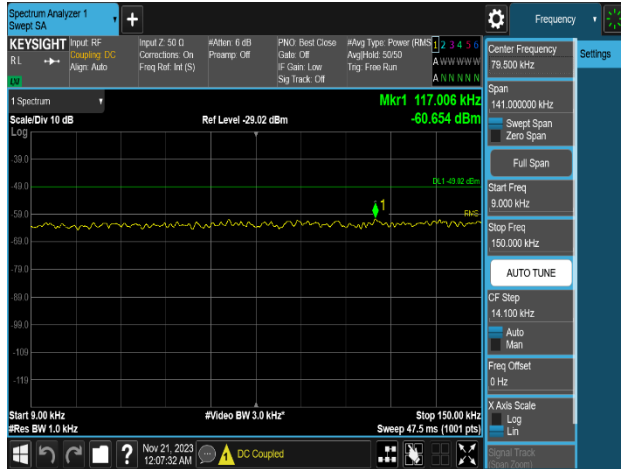 Spectrum Analyzer 1
Swept SA
+
Frequency
KEYSIGHT
Input: RF
Input Z: 50 Ω
#Atten: 6 dB
PNO: Best Close
#Avg Type: Power (RMS
1 2 3 4 5 6
RL
Coupling: DC
Corrections: On
Preamp: Off
Gate: Off
Avg|Hold: 50/50
A W W W W W
Align: Auto
Freq Ref: Int (S)
IF Gain: Low
Trig: Free Run
Sig Track: Off
A N N N N N
Center Frequency
79.500 kHz
Settings
Span
141.000000 kHz
Swept Span
Zero Span
Full Span
Start Freq
9.000 kHz
Stop Freq
150.000 kHz
AUTO TUNE
CF Step
14.100 kHz
Auto
Man
Freq Offset
0 Hz
X Axis Scale
Log
Lin
Signal Track
(Span Zoom)
1 Spectrum
Mkr1 117.006 kHz
Scale/Div 10 dB
Ref Level -29.02 dBm
-60.654 dBm
Log
-39.0
DL1 -49.02 dBm
-49.0
1
-59.0
RMS
-69.0
-79.0
-89.0
-99.0
-109
-119
Start 9.00 kHz
#Video BW 3.0 kHz*
Stop 150.00 kHz
#Res BW 1.0 kHz
Sweep 47.5 ms (1001 pts)
?
Nov 21, 2023
12:07:32 AM
DC Coupled